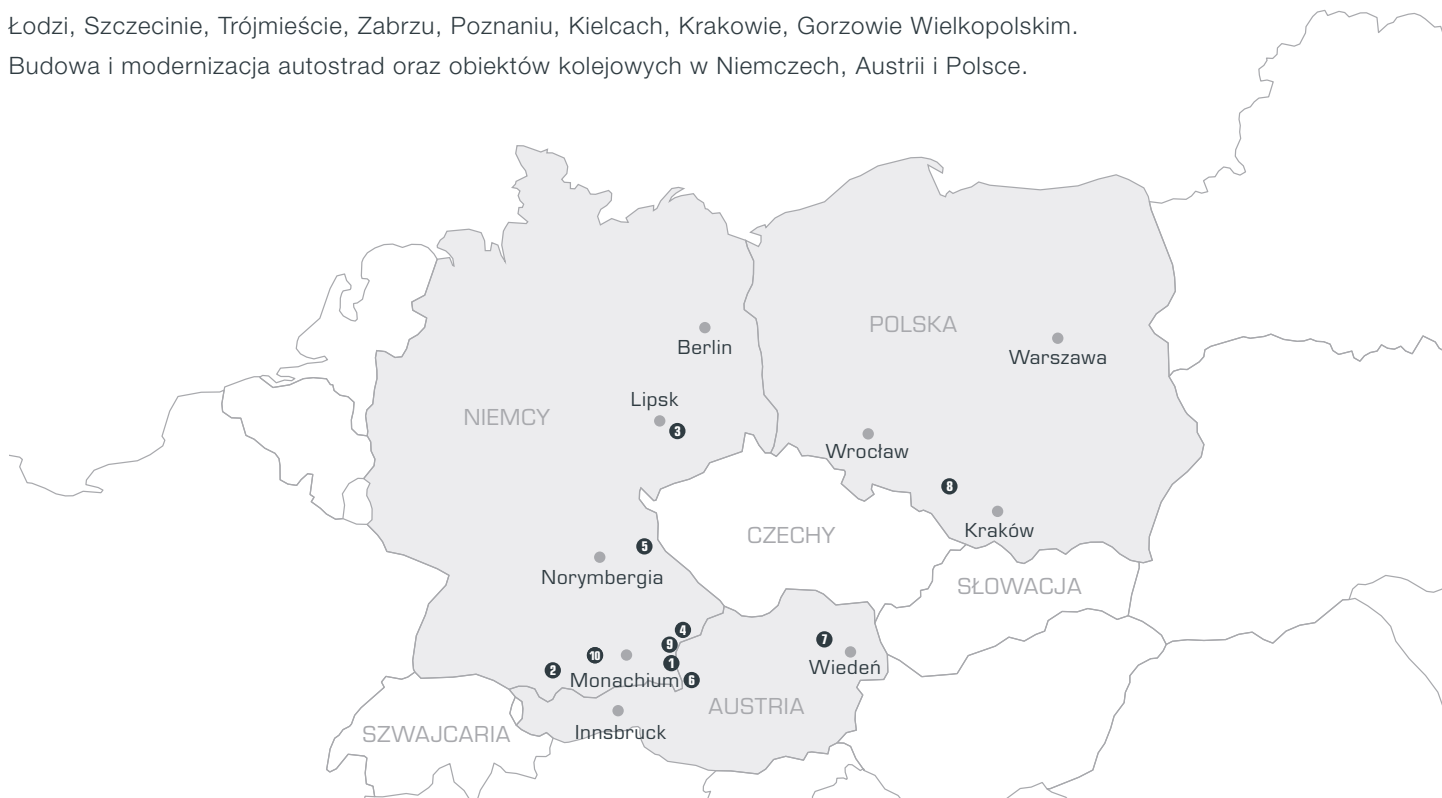 Łodzi, Szczecinie, Trójmieście, Zabrzu, Poznaniu, Kielcach, Krakowie, Gorzowie Wielkopolskim.
Budowa i modernizacja autostrad oraz obiektów kolejowych w Niemczech, Austrii i Polsce.
POLSKA
Berlin
Warszawa
Lipsk
NIEMCY
3
Wrocław
8
Kraków
CZECHY
5
Norymbergia
SŁOWACJA
4
7
9
10
1
2
Wiedeń
Monachium
6
AUSTRIA
SZWAJCARIA
Innsbruck